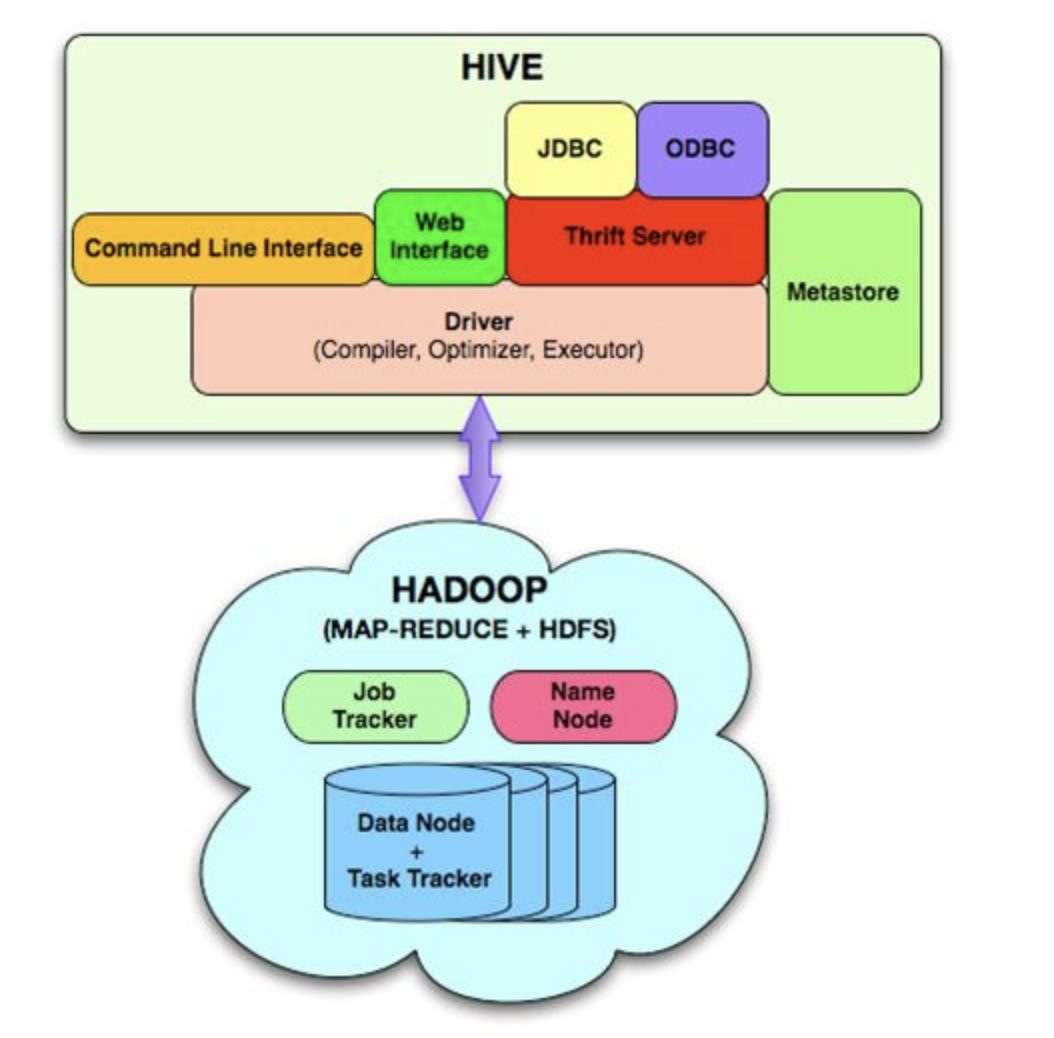 HIVE
JDBC
ODBC
Command Line Interface
Web
Interface
Thrift Server
Metastore
Driver
(Compiler, Optimizer, Executor)
HADOOP
(MAP-REDUCE + HDFS)
Job
Tracker
Name
Node
Data Node
+
Task Tracker